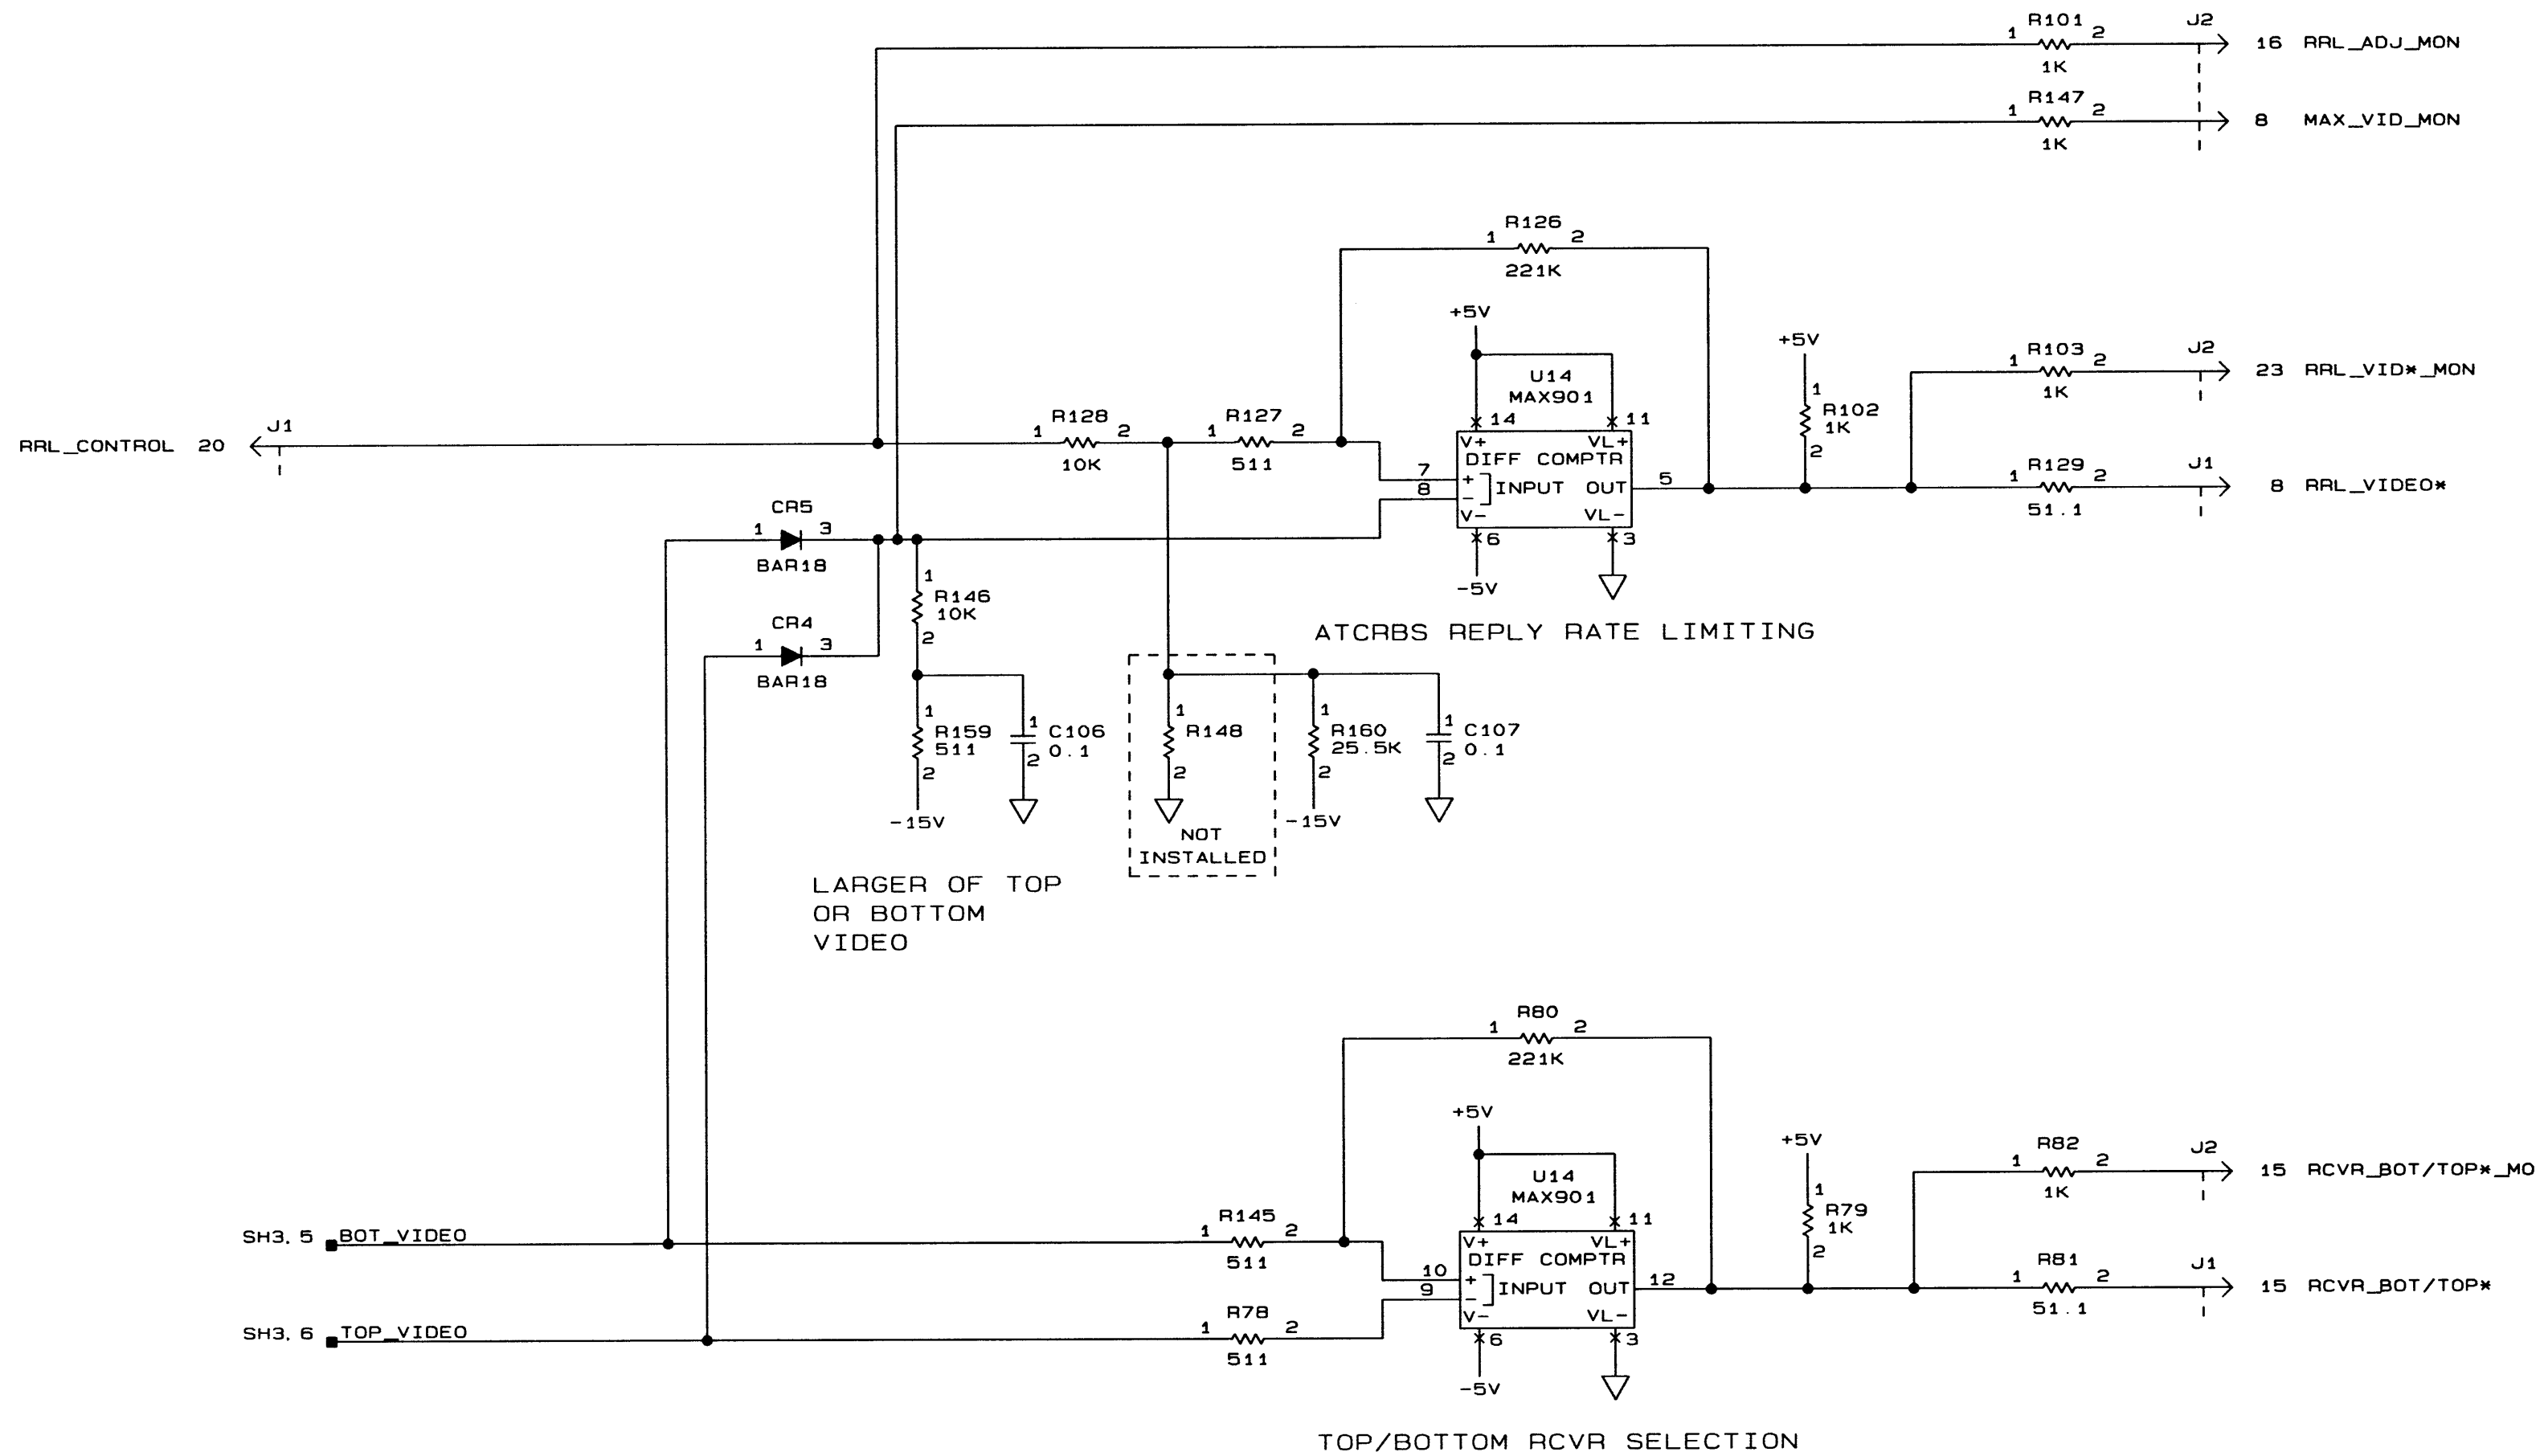 R101 J2
1 2 16 RRL_ADJ_MON
1K
R147
1 2 8 MAX_VID_MON
1K
R126
1 2
221K
+5V
+5V
R103 J2
1 2 23 RRL_VID*_MON
1K
U14
MAX901
1
R102
1K
2
14 11
V+ VL+
DIFF COMPTR
7 + INPUT OUT 5
8 -
V- VL-
6 3
-5V
R129 J1
1 2 8 RRL_VIDEO*
51.1
J1
RRL_CONTROL 20
R128
1 2
10K
R127
1 2
511
ATCRBS REPLY RATE LIMITING
CR5
1 3
BAR18
CR4
1 3
BAR18
1
R146
10K
2
1
R159
511
2
-15V
1
C106
0.1
2
1
R148
2
NOT
INSTALLED
1
R160
25.5K
2
-15V
1
C107
0.1
2
LARGER OF TOP
OR BOTTOM
VIDEO
R80
1 2
221K
+5V
+5V
R82 J2
1 2 15 RCVR_BOT/TOP*_MO
1K
U14
MAX901
1
R79
1K
2
14 11
V+ VL+
DIFF COMPTR
10 + INPUT OUT 12
9 -
V- VL-
6 3
-5V
R81 J1
1 2 15 RCVR_BOT/TOP*
51.1
SH3,5 BOT_VIDEO
R145
1 2
511
SH3,6 TOP_VIDEO
R78
1 2
511
TOP/BOTTOM RCVR SELECTION